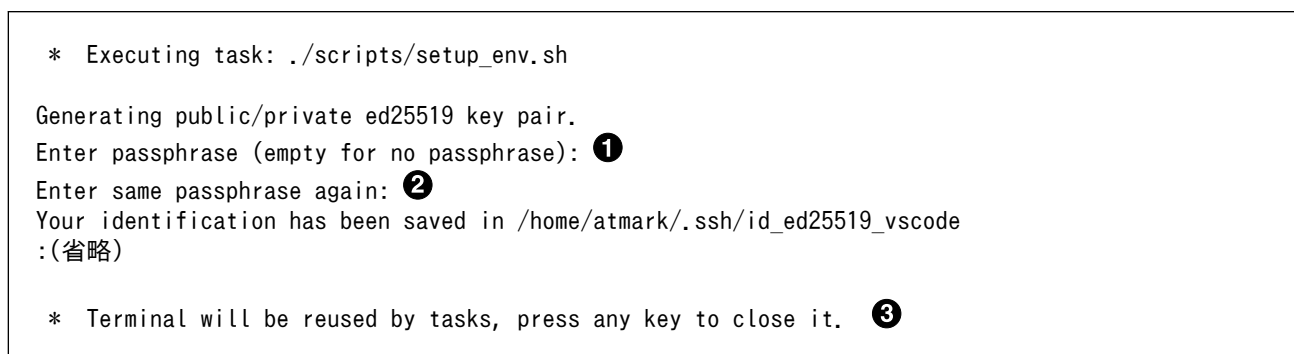 *  Executing task: ./scripts/setup_env.sh
Generating public/private ed25519 key pair.
Enter passphrase (empty for no passphrase): ❶
Enter same passphrase again: ❷
Your identification has been saved in /home/atmark/.ssh/id_ed25519_vscode
:(省略)
*  Terminal will be reused by tasks, press any key to close it. ❸